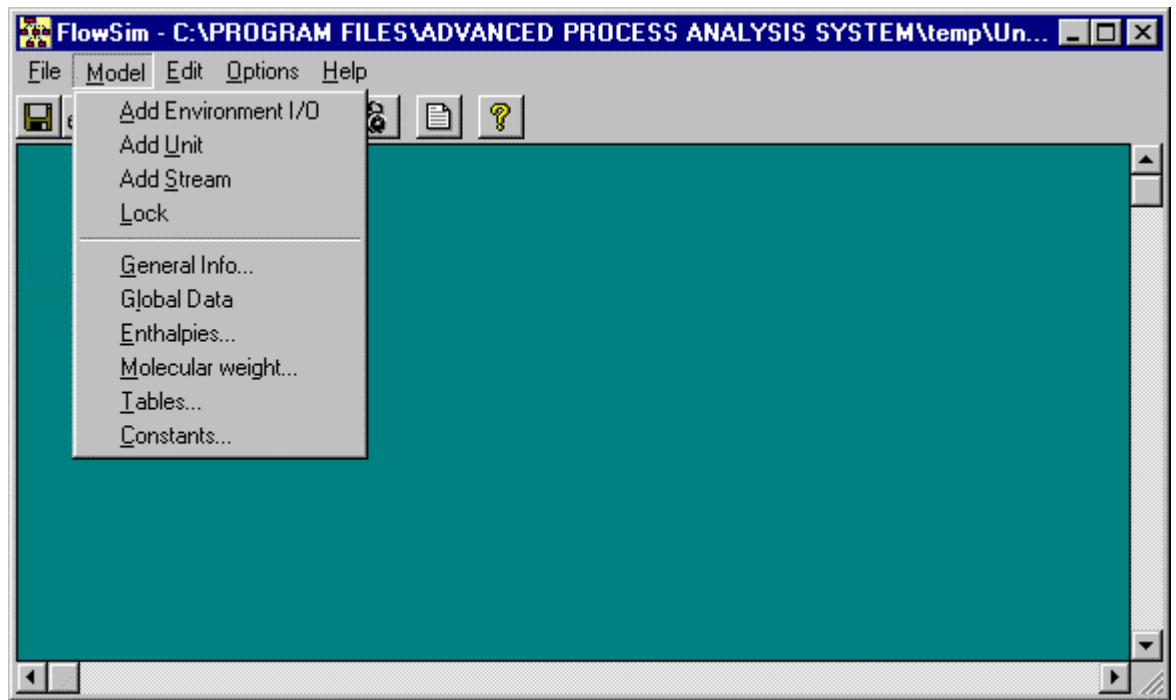 FlowSim - C:\PROGRAM FILES\ADVANCED PROCESS ANALYSIS SYSTEM\temp\Un...
File Model Edit Options Help
Add Environment I/O
Add Unit
Add Stream
Lock
General Info...
Global Data
Enthalpies...
Molecular weight...
Tables...
Constants...